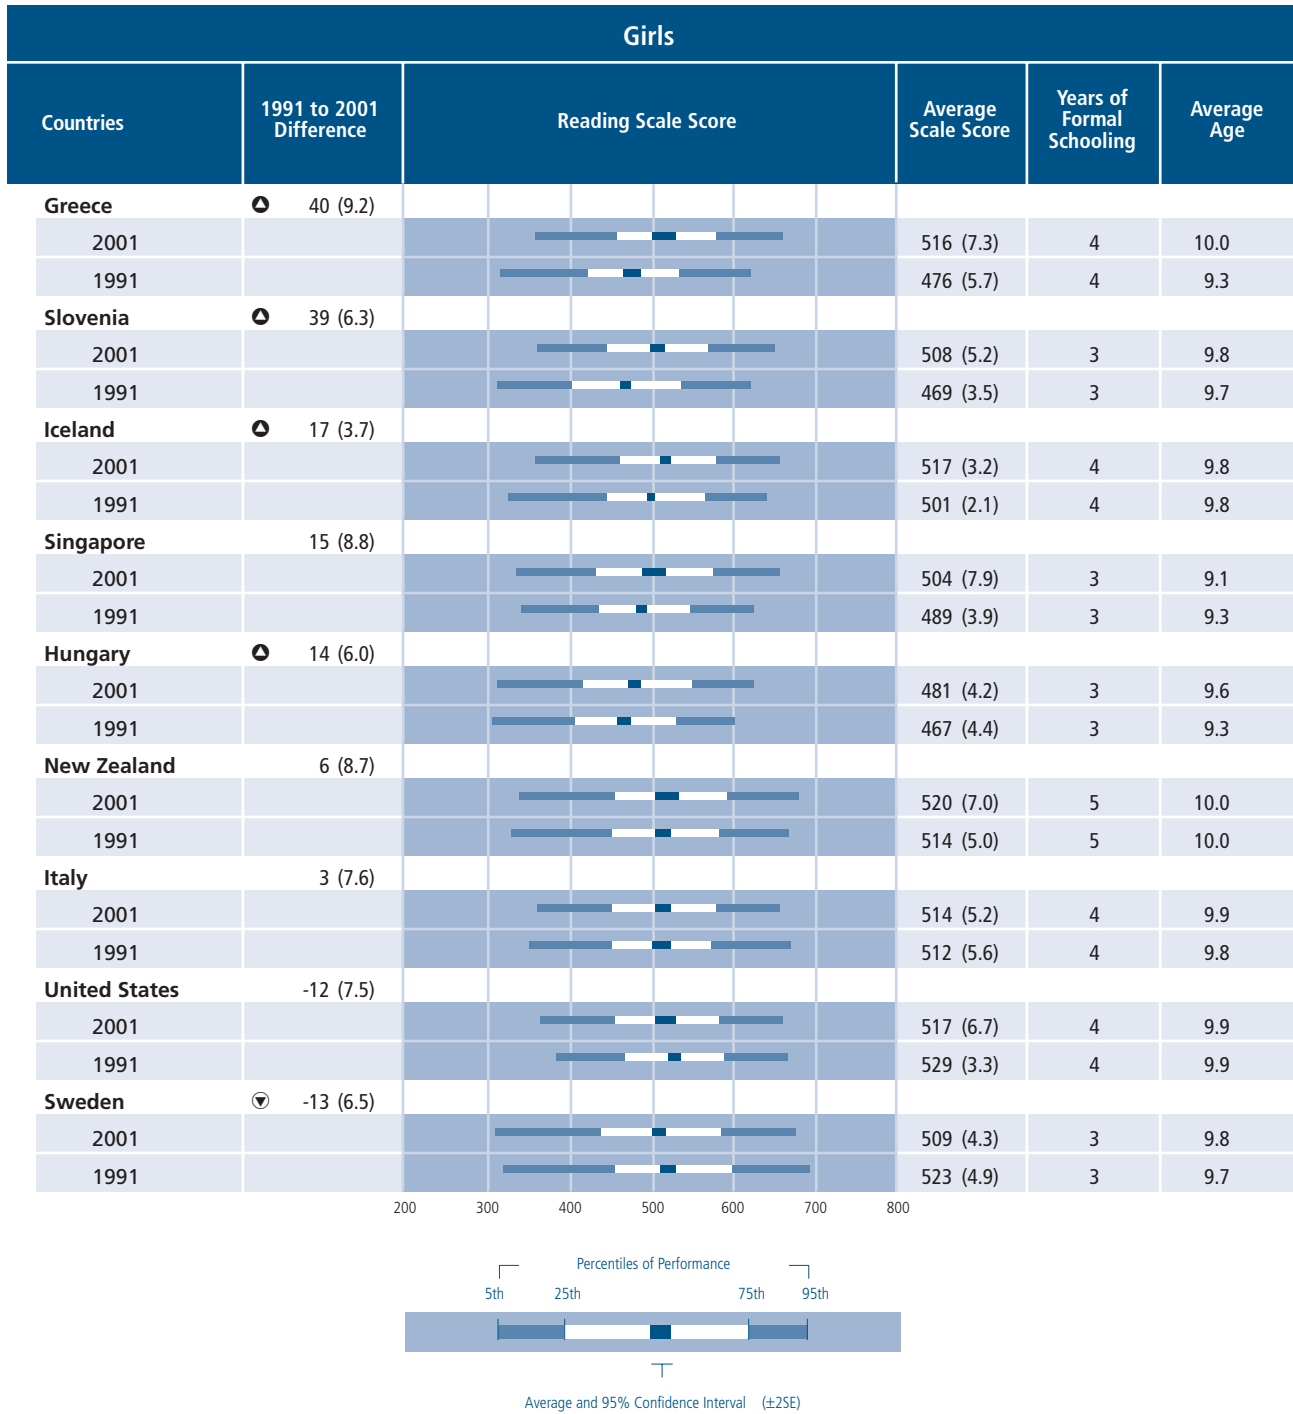 Girls
Countries
1991 to 2001
Difference
Reading Scale Score
Average
Scale Score
Years of
Formal
Schooling
Average
Age
Greece 40 (9.2)
2001 516 (7.3) 4 10.0
1991 476 (5.7) 4 9.3
Slovenia 39 (6.3)
2001 508 (5.2) 3 9.8
1991 469 (3.5) 3 9.7
Iceland 17 (3.7)
2001 517 (3.2) 4 9.8
1991 501 (2.1) 4 9.8
Singapore 15 (8.8)
2001 504 (7.9) 3 9.1
1991 489 (3.9) 3 9.3
Hungary 14 (6.0)
2001 481 (4.2) 3 9.6
1991 467 (4.4) 3 9.3
New Zealand 6 (8.7)
2001 520 (7.0) 5 10.0
1991 514 (5.0) 5 10.0
Italy 3 (7.6)
2001 514 (5.2) 4 9.9
1991 512 (5.6) 4 9.8
United States -12 (7.5)
2001 517 (6.7) 4 9.9
1991 529 (3.3) 4 9.9
Sweden -13 (6.5)
2001 509 (4.3) 3 9.8
1991 523 (4.9) 3 9.7
200 300 400 500 600 700 800
Percentiles of Performance
5th 25th 75th 95th
Average and 95% Confidence Interval (±2SE)